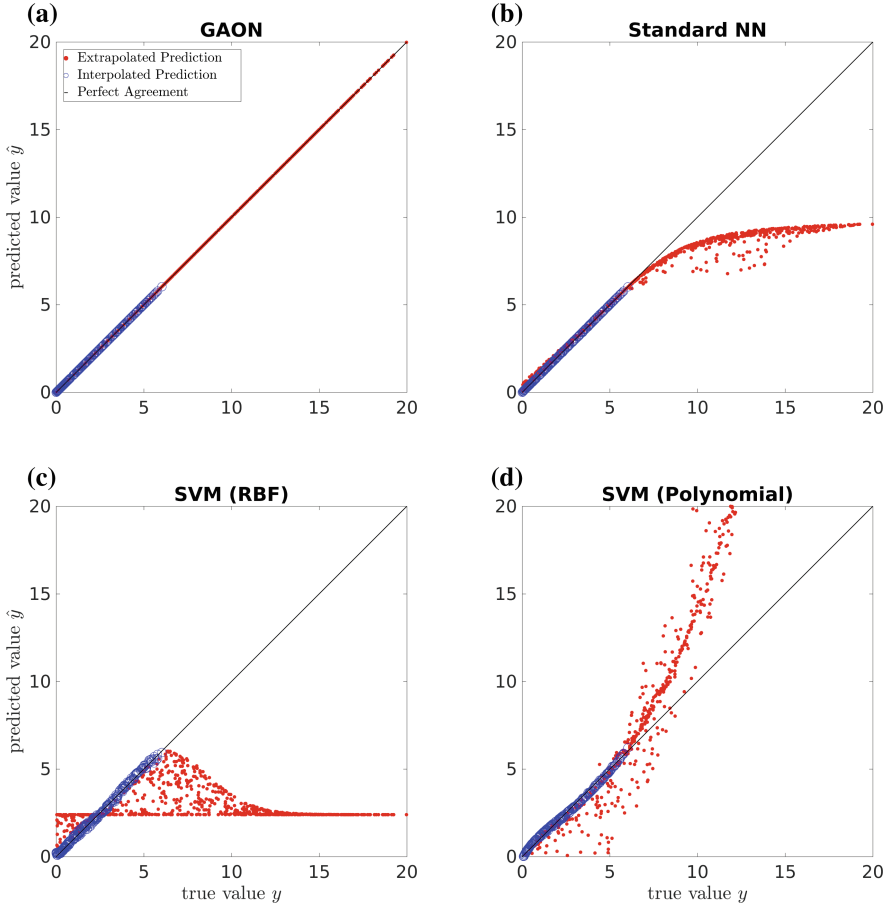 (a)
GAON
20
15
10
5
0
0 5 10 15 20
predicted value ŷ
Extrapolated Prediction
Interpolated Prediction
Perfect Agreement
(b)
Standard NN
20
15
10
5
0
0 5 10 15 20
(c)
SVM (RBF)
20
15
10
5
0
0 5 10 15 20
predicted value ŷ
true value y
(d)
SVM (Polynomial)
20
15
10
5
0
0 5 10 15 20
true value y